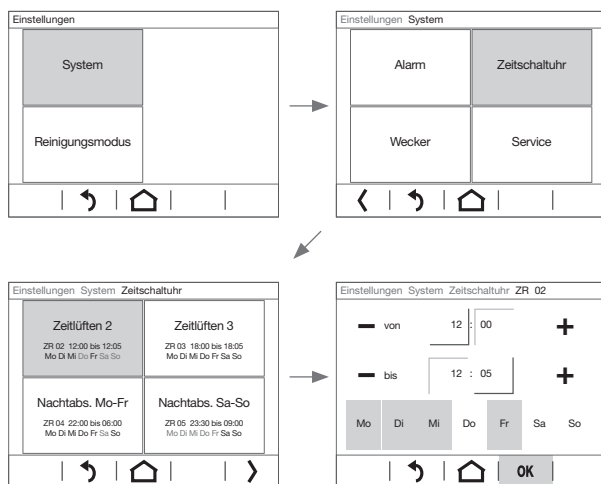 Einstellungen
System
Reinigungsmodus
Einstellungen System
Alarm
Zeitschaltuhr
Wecker
Service
Einstellungen System Zeitschaltuhr
Zeitlüften 2
ZR 02 12:00 bis 12:05
Mo Di Mi Do Fr Sa So
Zeitlüften 3
ZR 03 18:00 bis 18:05
Mo Di Mi Do Fr Sa So
Nachtabs. Mo-Fr
ZR 04 22:00 bis 06:00
Mo Di Mi Do Fr Sa So
Nachtabs. Sa-So
ZR 05 23:30 bis 09:00
Mo Di Mi Do Fr Sa So
Einstellungen System Zeitschaltuhr ZR 02
von 12 : 00
bis 12 : 05
Mo Di Mi Do Fr Sa So
OK